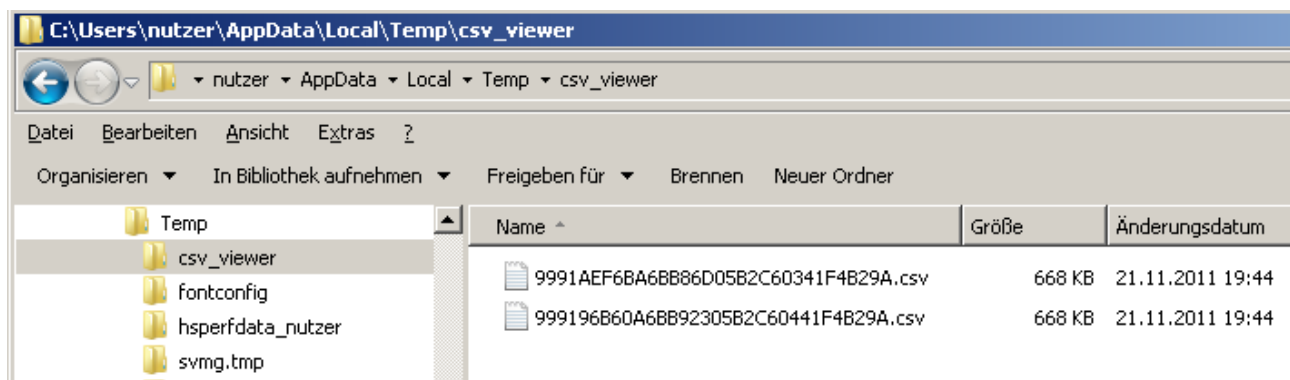 C:\Users\nutzer\AppData\Local\Temp\csv_viewer
nutzer AppData Local Temp csv_viewer
Datei Bearbeiten Ansicht Extras ?
Organisieren In Bibliothek aufnehmen Freigeben für Brennen Neuer Ordner
Temp
csv_viewer
fontconfig
hsperfdata_nutzer
svmg.tmp
Name Größe Änderungsdatum
9991AEF6BA6BB86D05B2C60341F4B29A.csv 668 KB 21.11.2011 19:44
999196B60A6BB92305B2C60441F4B29A.csv 668 KB 21.11.2011 19:44